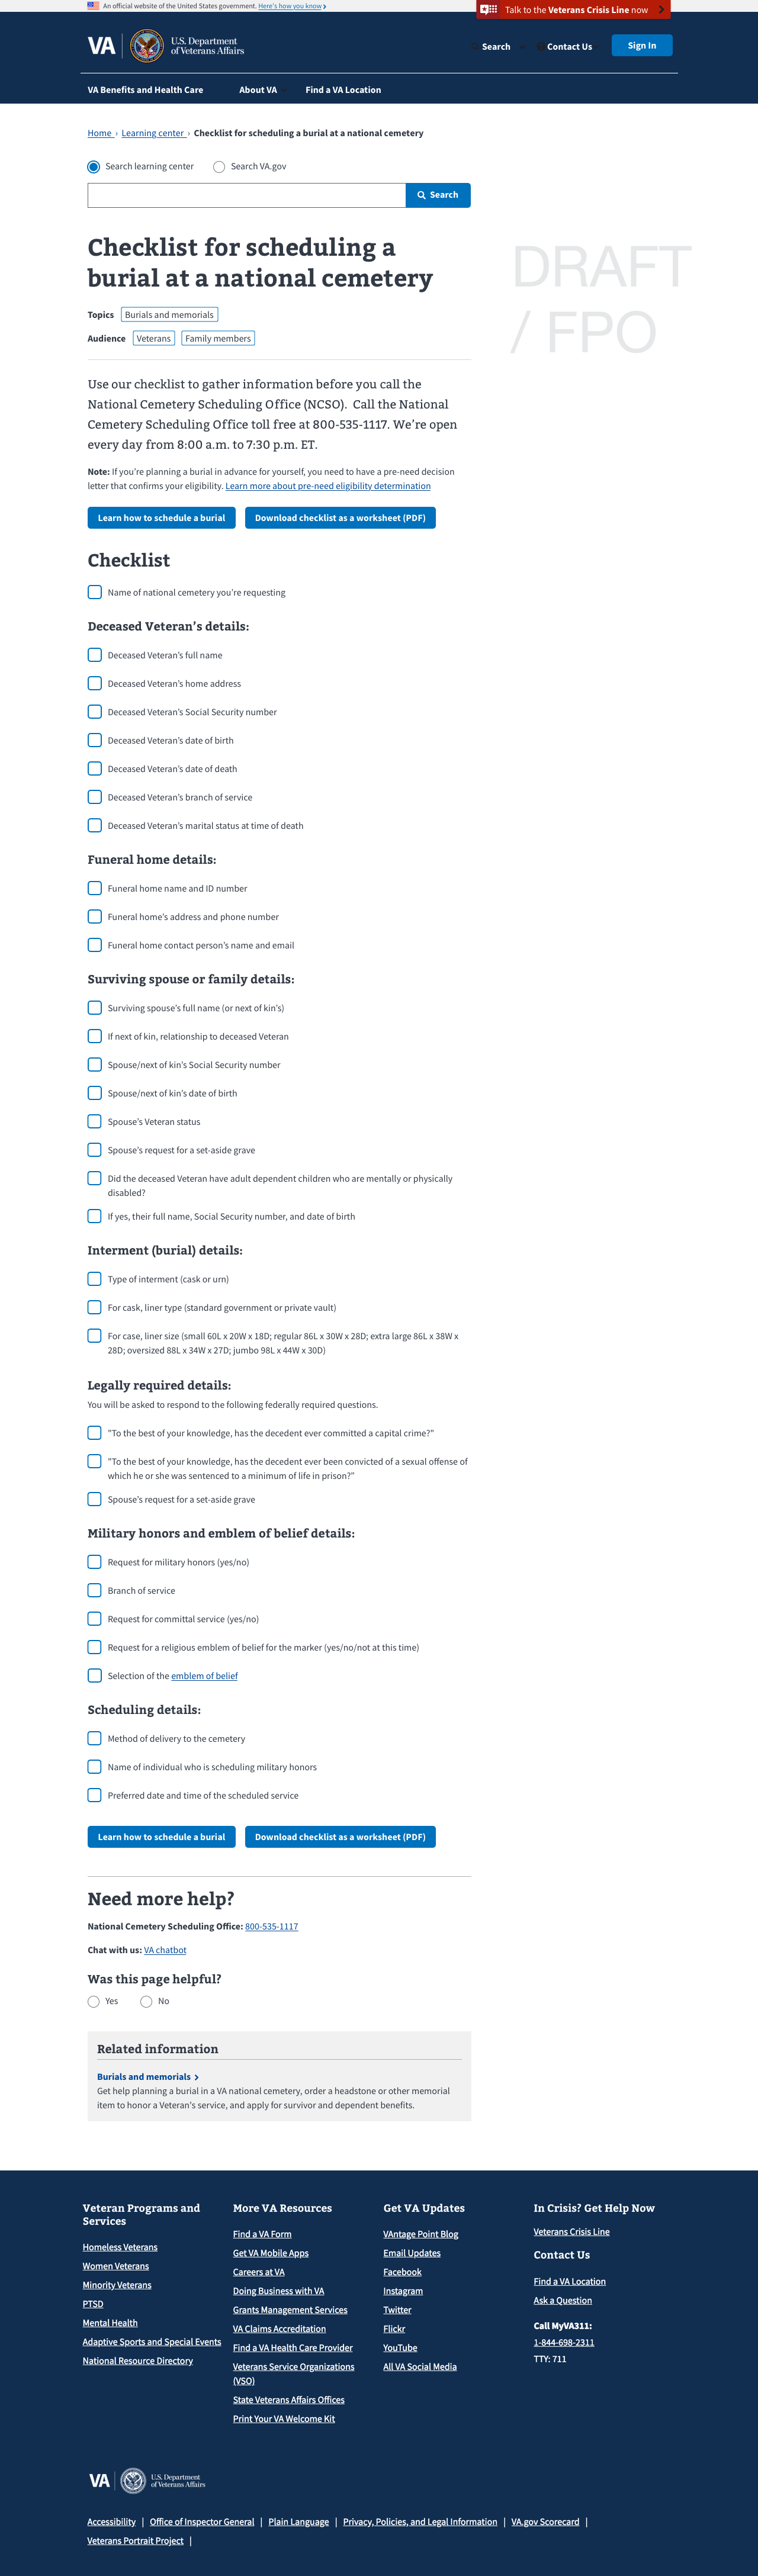 An official website of the United States government. Here's how you know
Talk to the Veterans Crisis Line now
VA
U.S. Department
of Veterans Affairs
Search
Contact Us
Sign In
VA Benefits and Health Care
About VA
Find a VA Location
Home › Learning center › Checklist for scheduling a burial at a national cemetery
Search learning center
Search VA.gov
Search
Checklist for scheduling a
burial at a national cemetery
DRAFT
/ FPO
Topics Burials and memorials
Audience Veterans Family members
Use our checklist to gather information before you call the
National Cemetery Scheduling Office (NCSO). Call the National
Cemetery Scheduling Office toll free at 800-535-1117. We're open
every day from 8:00 a.m. to 7:30 p.m. ET.
Note: If you're planning a burial in advance for yourself, you need to have a pre-need decision
letter that confirms your eligibility. Learn more about pre-need eligibility determination
Learn how to schedule a burial
Download checklist as a worksheet (PDF)
Checklist
Name of national cemetery you're requesting
Deceased Veteran's details:
Deceased Veteran's full name
Deceased Veteran's home address
Deceased Veteran's Social Security number
Deceased Veteran's date of birth
Deceased Veteran's date of death
Deceased Veteran's branch of service
Deceased Veteran's marital status at time of death
Funeral home details:
Funeral home name and ID number
Funeral home's address and phone number
Funeral home contact person's name and email
Surviving spouse or family details:
Surviving spouse's full name (or next of kin's)
If next of kin, relationship to deceased Veteran
Spouse/next of kin's Social Security number
Spouse/next of kin's date of birth
Spouse's Veteran status
Spouse's request for a set-aside grave
Did the deceased Veteran have adult dependent children who are mentally or physically
disabled?
If yes, their full name, Social Security number, and date of birth
Interment (burial) details:
Type of interment (cask or urn)
For cask, liner type (standard government or private vault)
For case, liner size (small 60L x 20W x 18D; regular 86L x 30W x 28D; extra large 86L x 38W x
28D; oversized 88L x 34W x 27D; jumbo 98L x 44W x 30D)
Legally required details:
You will be asked to respond to the following federally required questions.
"To the best of your knowledge, has the decedent ever committed a capital crime?"
"To the best of your knowledge, has the decedent ever been convicted of a sexual offense of
which he or she was sentenced to a minimum of life in prison?"
Spouse's request for a set-aside grave
Military honors and emblem of belief details:
Request for military honors (yes/no)
Branch of service
Request for committal service (yes/no)
Request for a religious emblem of belief for the marker (yes/no/not at this time)
Selection of the emblem of belief
Scheduling details:
Method of delivery to the cemetery
Name of individual who is scheduling military honors
Preferred date and time of the scheduled service
Learn how to schedule a burial
Download checklist as a worksheet (PDF)
Need more help?
National Cemetery Scheduling Office: 800-535-1117
Chat with us: VA chatbot
Was this page helpful?
Yes
No
Related information
Burials and memorials
Get help planning a burial in a VA national cemetery, order a headstone or other memorial
item to honor a Veteran's service, and apply for survivor and dependent benefits.
Veteran Programs and
Services
Homeless Veterans
Women Veterans
Minority Veterans
PTSD
Mental Health
Adaptive Sports and Special Events
National Resource Directory
More VA Resources
Find a VA Form
Get VA Mobile Apps
Careers at VA
Doing Business with VA
Grants Management Services
VA Claims Accreditation
Find a VA Health Care Provider
Veterans Service Organizations
(VSO)
State Veterans Affairs Offices
Print Your VA Welcome Kit
Get VA Updates
VAntage Point Blog
Email Updates
Facebook
Instagram
Twitter
Flickr
YouTube
All VA Social Media
In Crisis? Get Help Now
Veterans Crisis Line
Contact Us
Find a VA Location
Ask a Question
Call MyVA311:
1-844-698-2311
TTY: 711
VA
U.S. Department
of Veterans Affairs
Accessibility | Office of Inspector General | Plain Language | Privacy, Policies, and Legal Information | VA.gov Scorecard |
Veterans Portrait Project |